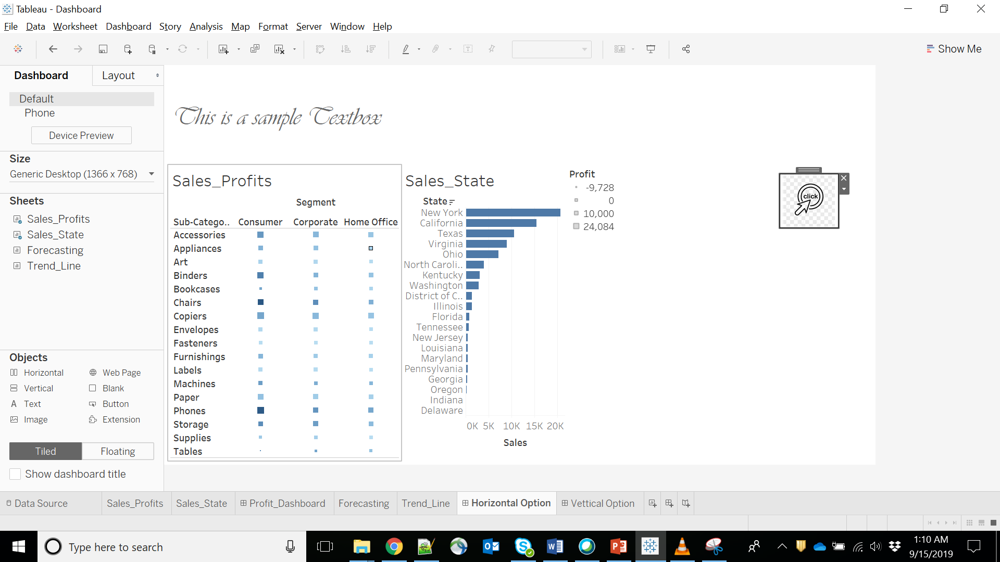 Tableau - Dashboard
File Data Worksheet Dashboard Story Analysis Map Format Server Window Help
Show Me
Dashboard Layout
Default
Phone
Device Preview
Size
Generic Desktop (1366 x 768)
Sheets
Sales_Profits
Sales_State
Forecasting
Trend_Line
Objects
Horizontal Web Page
Vertical Blank
A Text Button
Image Extension
Tiled Floating
Show dashboard title
This is a sample Textbox
Sales_Profits
Segment
Sub-Catego.. Consumer Corporate Home Office
Accessories
Appliances
Art
Binders
Bookcases
Chairs
Copiers
Envelopes
Fasteners
Furnishings
Labels
Machines
Paper
Phones
Storage
Supplies
Tables
Sales_State
State
New York
California
Texas
Virginia
Ohio
North Caroli..
Kentucky
Washington
District of C..
Illinois
Florida
Tennessee
New Jersey
Louisiana
Maryland
Pennsylvania
Georgia
Oregon
Indiana
Delaware
0K 5K 10K 15K 20K
Sales
Profit
-9,728
0
10,000
24,084
click
Data Source Sales_Profits Sales_State Profit_Dashboard Forecasting Trend_Line Horizontal Option Vettical Option
Type here to search
1:10 AM
9/15/2019